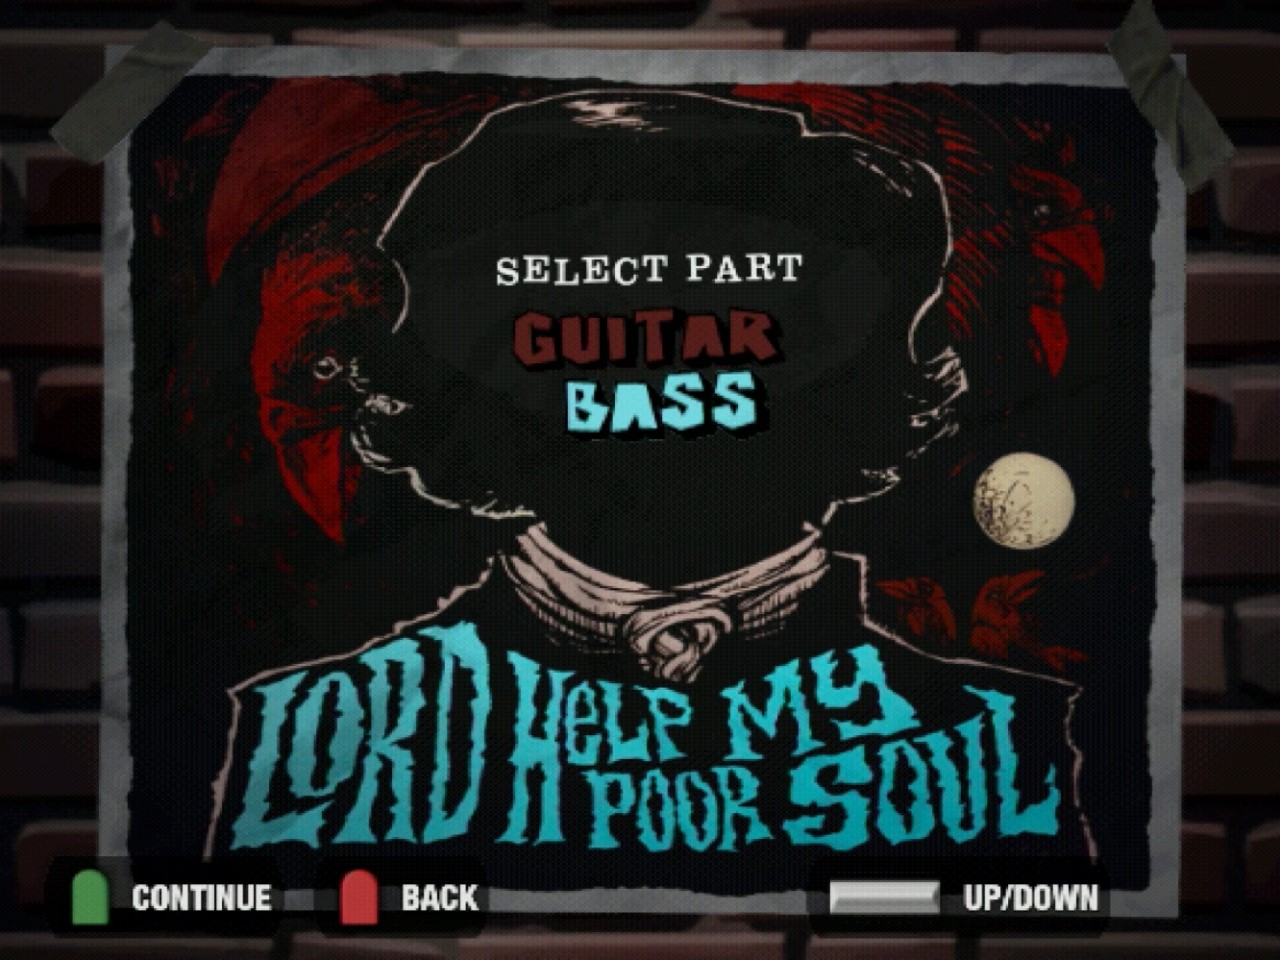 SELECT PART
GUITAR
BASS
LORD HELP MY
POOR SOUL
CONTINUE
BACK
UP/DOWN